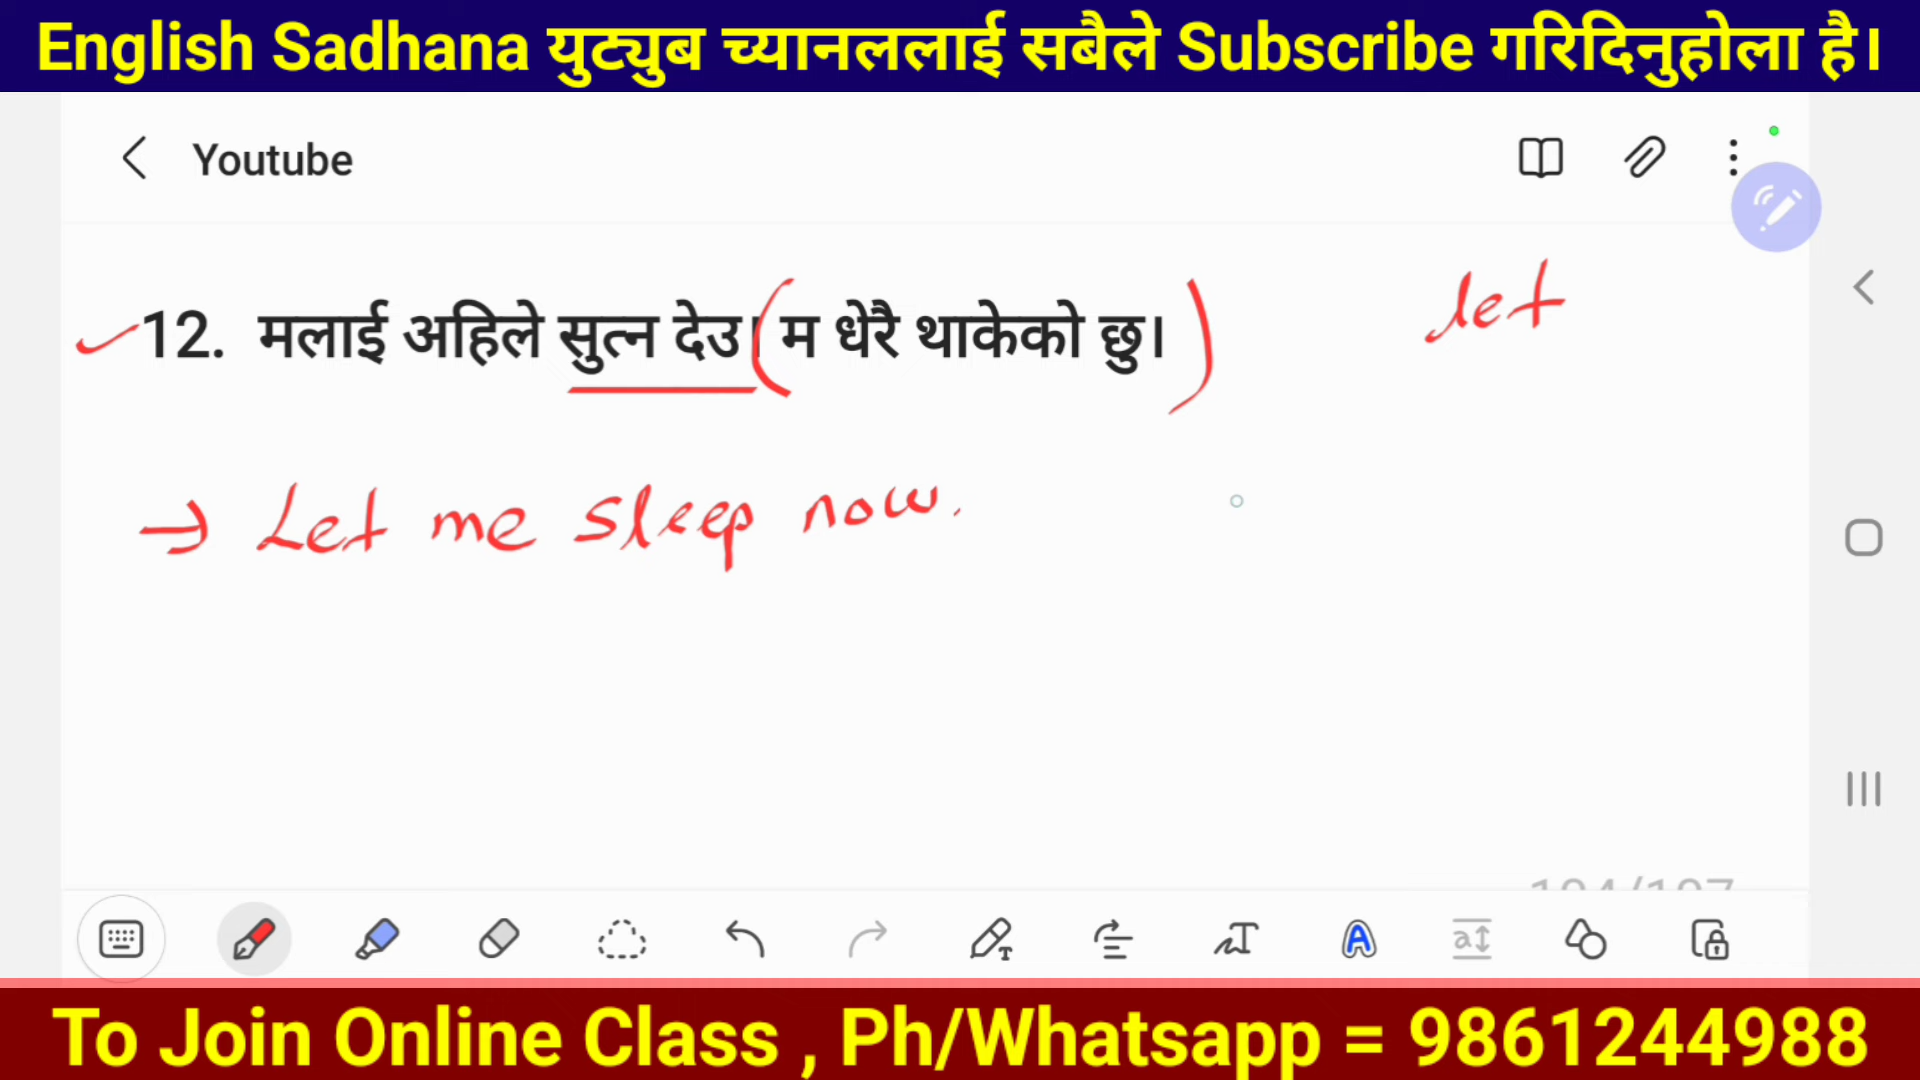 English Sadhana युट्युब च्यानललाई सबैले Subscribe गरिदिनुहोला है।
Youtube
let
12. मलाई अहिले सुत्न देउ। म धेरै थाकेको छु।
→ Let me sleep now.
To Join Online Class , Ph/Whatsapp = 9861244988